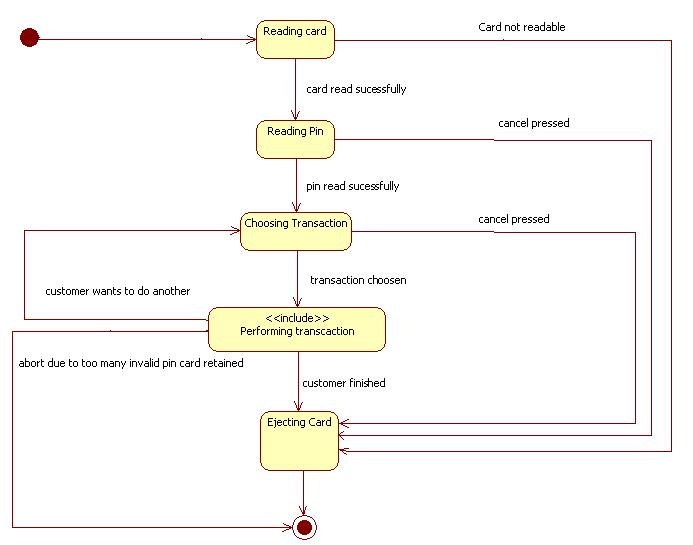 Reading card
Card not readable
card read sucessfully
Reading Pin
cancel pressed
pin read sucessfully
Choosing Transaction
cancel pressed
transaction choosen
customer wants to do another
<<include>>
Performing transcaction
abort due to too many invalid pin card retained
customer finished
Ejecting Card